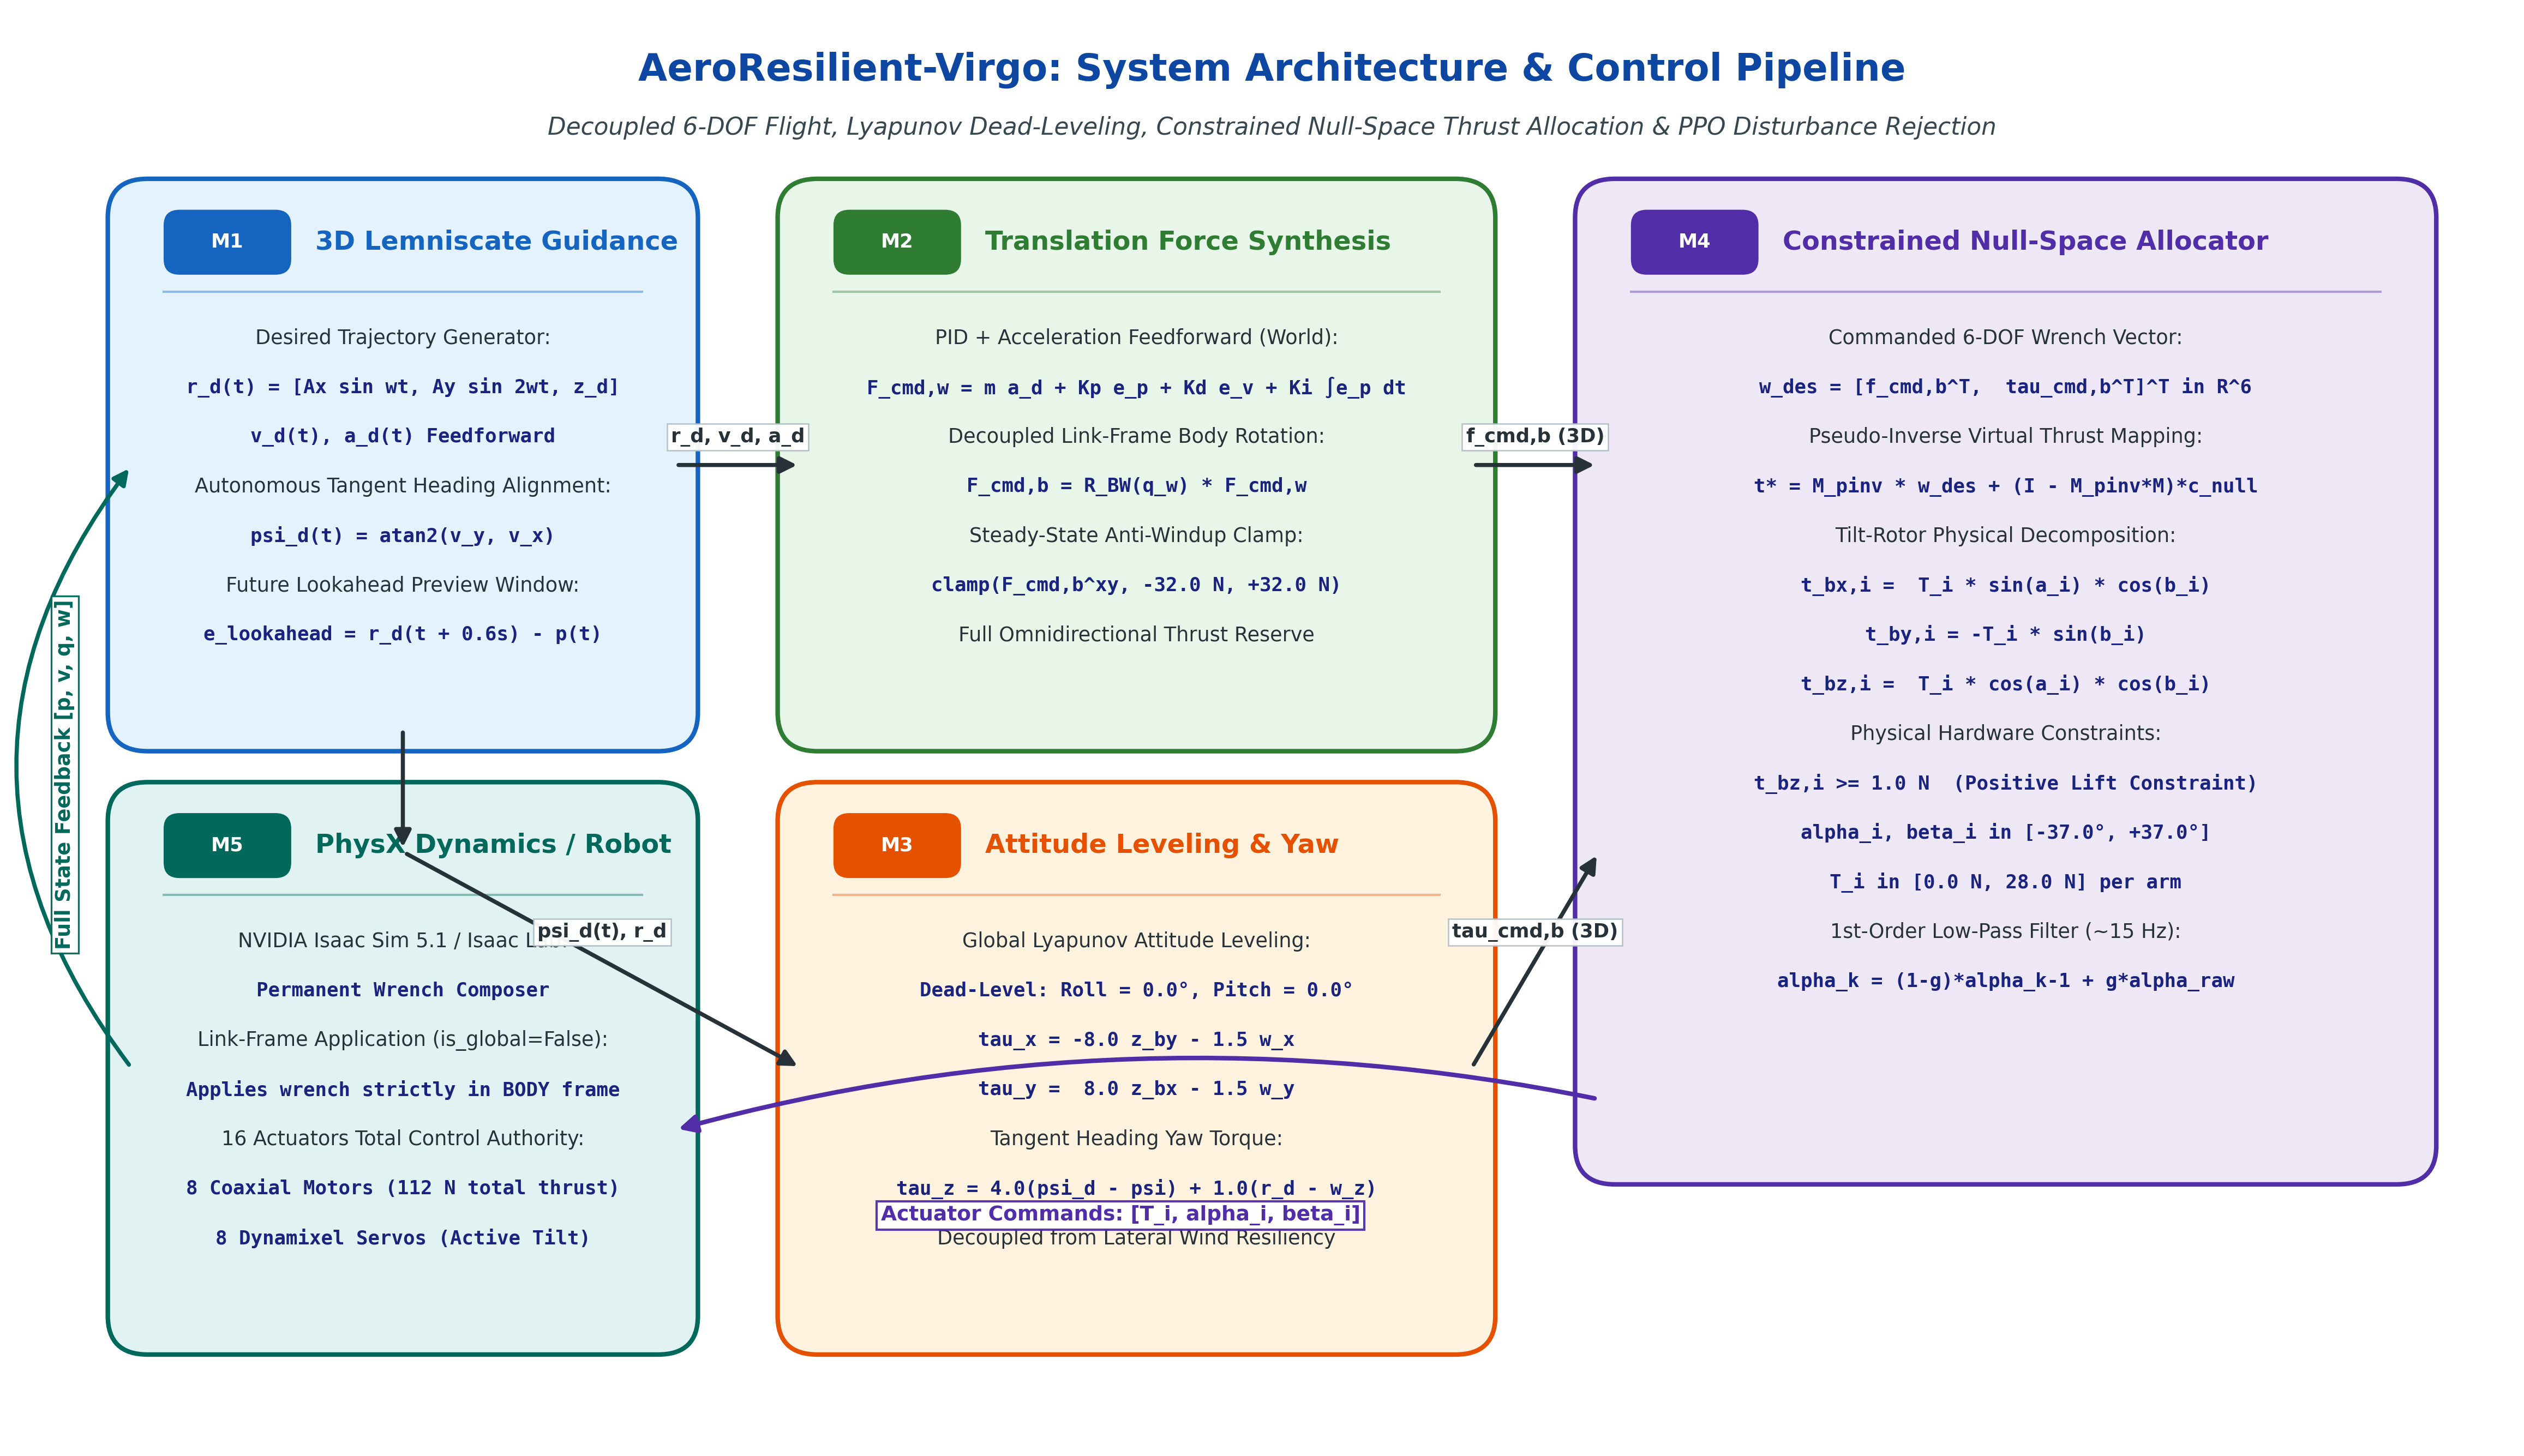 AeroResilient-Virgo: System Architecture & Control Pipeline
Decoupled 6-DOF Flight, Lyapunov Dead-Leveling, Constrained Null-Space Thrust Allocation & PPO Disturbance Rejection
M1
3D Lemniscate Guidance
Desired Trajectory Generator:
r_d(t) = [Ax sin wt, Ay sin 2wt, z_d]
v_d(t), a_d(t) Feedforward
Autonomous Tangent Heading Alignment:
psi_d(t) = atan2(v_y, v_x)
Future Lookahead Preview Window:
e_lookahead = r_d(t + 0.6s) - p(t)
r_d, v_d, a_d
M2
Translation Force Synthesis
PID + Acceleration Feedforward (World):
F_cmd,w = m a_d + Kp e_p + Kd e_v + Ki ∫e_p dt
Decoupled Link-Frame Body Rotation:
F_cmd,b = R_BW(q_w) * F_cmd,w
Steady-State Anti-Windup Clamp:
clamp(F_cmd,b^xy, -32.0 N, +32.0 N)
Full Omnidirectional Thrust Reserve
f_cmd,b (3D)
M4
Constrained Null-Space Allocator
Commanded 6-DOF Wrench Vector:
w_des = [f_cmd,b^T,  tau_cmd,b^T]^T in R^6
Pseudo-Inverse Virtual Thrust Mapping:
t* = M_pinv * w_des + (I - M_pinv*M)*c_null
Tilt-Rotor Physical Decomposition:
t_bx,i =  T_i * sin(a_i) * cos(b_i)
t_by,i = -T_i * sin(b_i)
t_bz,i =  T_i * cos(a_i) * cos(b_i)
Physical Hardware Constraints:
t_bz,i >= 1.0 N  (Positive Lift Constraint)
alpha_i, beta_i in [-37.0°, +37.0°]
T_i in [0.0 N, 28.0 N] per arm
1st-Order Low-Pass Filter (~15 Hz):
alpha_k = (1-g)*alpha_k-1 + g*alpha_raw
Full State Feedback [p, v, q, w]
M5
PhysX Dynamics / Robot
NVIDIA Isaac Sim 5.1 / Isaac
psi_d(t), r_d
Permanent Wrench Composer
Link-Frame Application (is_global=False):
Applies wrench strictly in BODY frame
16 Actuators Total Control Authority:
8 Coaxial Motors (112 N total thrust)
8 Dynamixel Servos (Active Tilt)
M3
Attitude Leveling & Yaw
Global Lyapunov Attitude Leveling:
Dead-Level: Roll = 0.0°, Pitch = 0.0°
tau_x = -8.0 z_by - 1.5 w_x
tau_y =  8.0 z_bx - 1.5 w_y
Tangent Heading Yaw Torque:
tau_z = 4.0(psi_d - psi) + 1.0(r_d - w_z)
Actuator Commands: [T_i, alpha_i, beta_i]
Decoupled from Lateral Wind Resiliency
tau_cmd,b (3D)